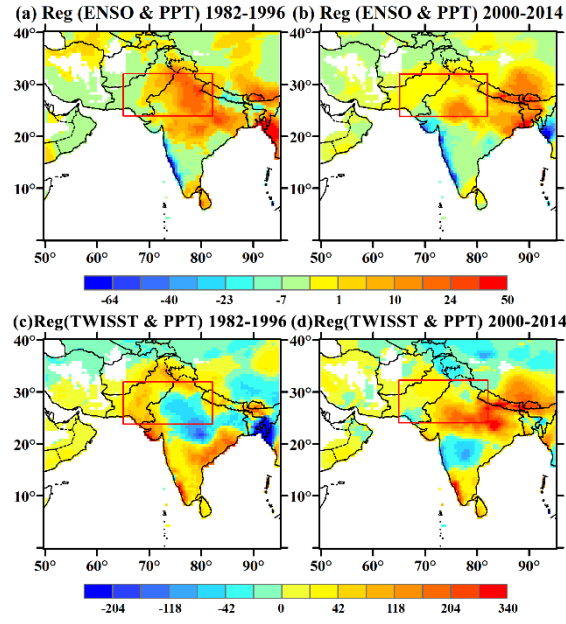 (a) Reg (ENSO & PPT) 1982-1996 (b) Reg (ENSO & PPT) 2000-2014
40° 40°
30° 30°
20° 20°
10° 10°
50° 60° 70° 80° 90° 50° 60° 70° 80° 90°
-64 -40 -23 -7 1 10 24 50
(c)Reg(TWISST & PPT) 1982-1996 (d) Reg(TWISST & PPT) 2000-2014
40° 40°
30° 30°
20° 20°
10° 10°
50° 60° 70° 80° 90° 50° 60° 70° 80° 90°
-204 -118 -42 0 42 118 204 340